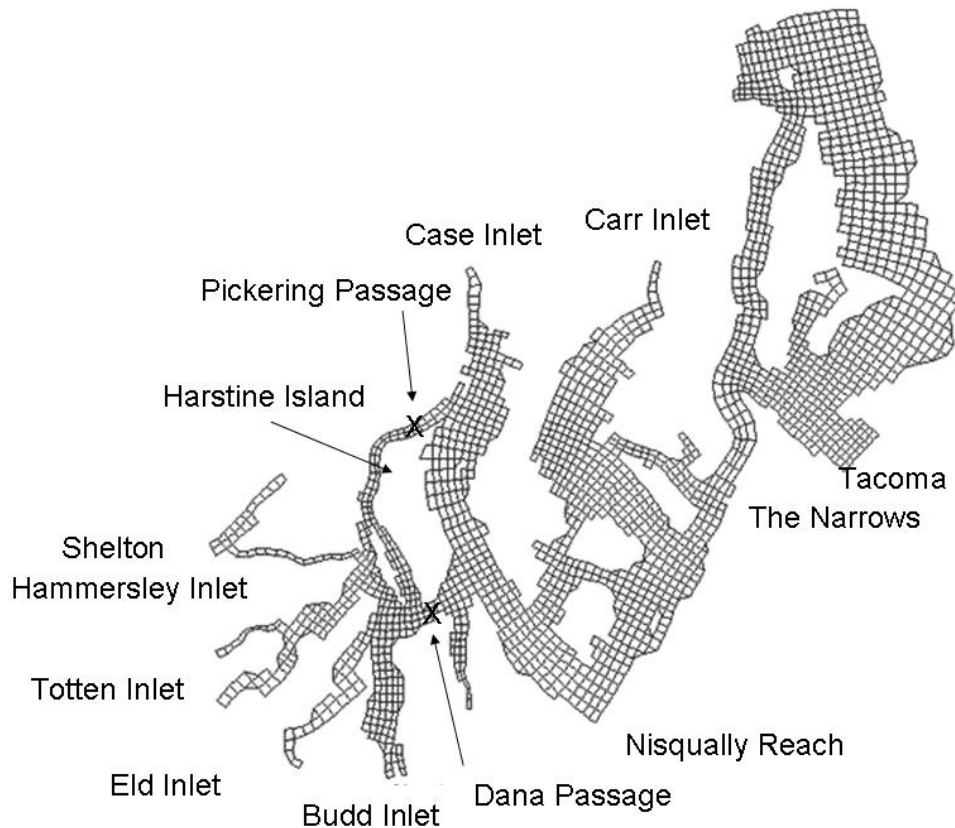 Case Inlet
Carr Inlet
Pickering Passage
Harstine Island
X
Tacoma
The Narrows
Shelton
Hammersley Inlet
X
Totten Inlet
Nisqually Reach
Eld Inlet
Dana Passage
Budd Inlet